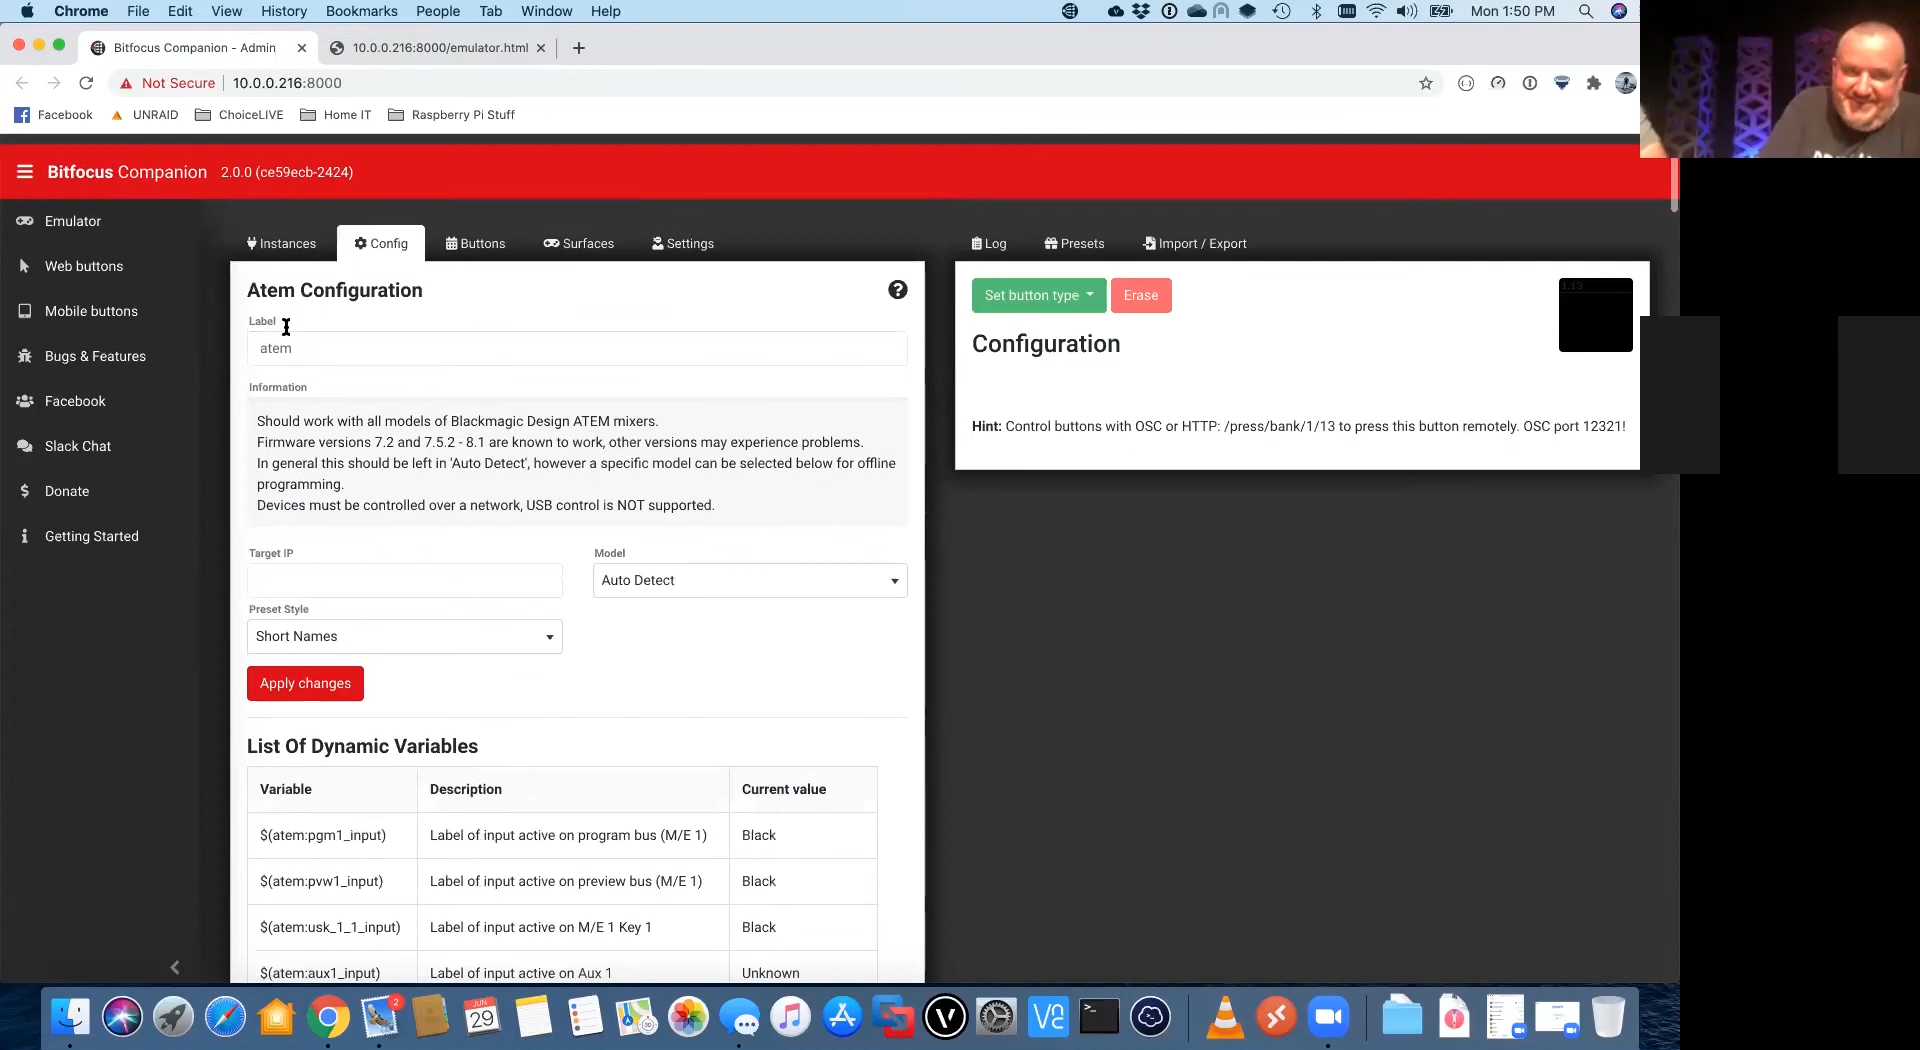 Chrome File Edit View History Bookmarks People Tab Window Help Mon 1:50 PM
Bitfocus Companion - Admin 10.0.0.216:8000/emulator.html
Not Secure 10.0.0.216:8000
Facebook UNRAID ChoiceLIVE Home IT Raspberry Pi Stuff
Bitfocus Companion 2.0.0 (ce59ecb-2424)
Emulator
Web buttons
Mobile buttons
Bugs & Features
Facebook
Slack Chat
Donate
Getting Started
Instances Config Buttons Surfaces Settings
Atem Configuration
Label
atem
Information
Should work with all models of Blackmagic Design ATEM mixers.
Firmware versions 7.2 and 7.5.2 - 8.1 are known to work, other versions may experience problems.
In general this should be left in 'Auto Detect', however a specific model can be selected below for offline
programming.
Devices must be controlled over a network, USB control is NOT supported.
Target IP Model
Auto Detect
Preset Style
Short Names
Apply changes
List Of Dynamic Variables
Variable Description Current value
$(atem:pgm1_input) Label of input active on program bus (M/E 1) Black
$(atem:pvw1_input) Label of input active on preview bus (M/E 1) Black
$(atem:usk_1_1_input) Label of input active on M/E 1 Key 1 Black
$(atem:aux1_input) Label of input active on Aux 1 Unknown
Log Presets Import / Export
Set button type Erase
1.13
Configuration
Hint: Control buttons with OSC or HTTP: /press/bank/1/13 to press this button remotely. OSC port 12321!
2
JUN
29
3D